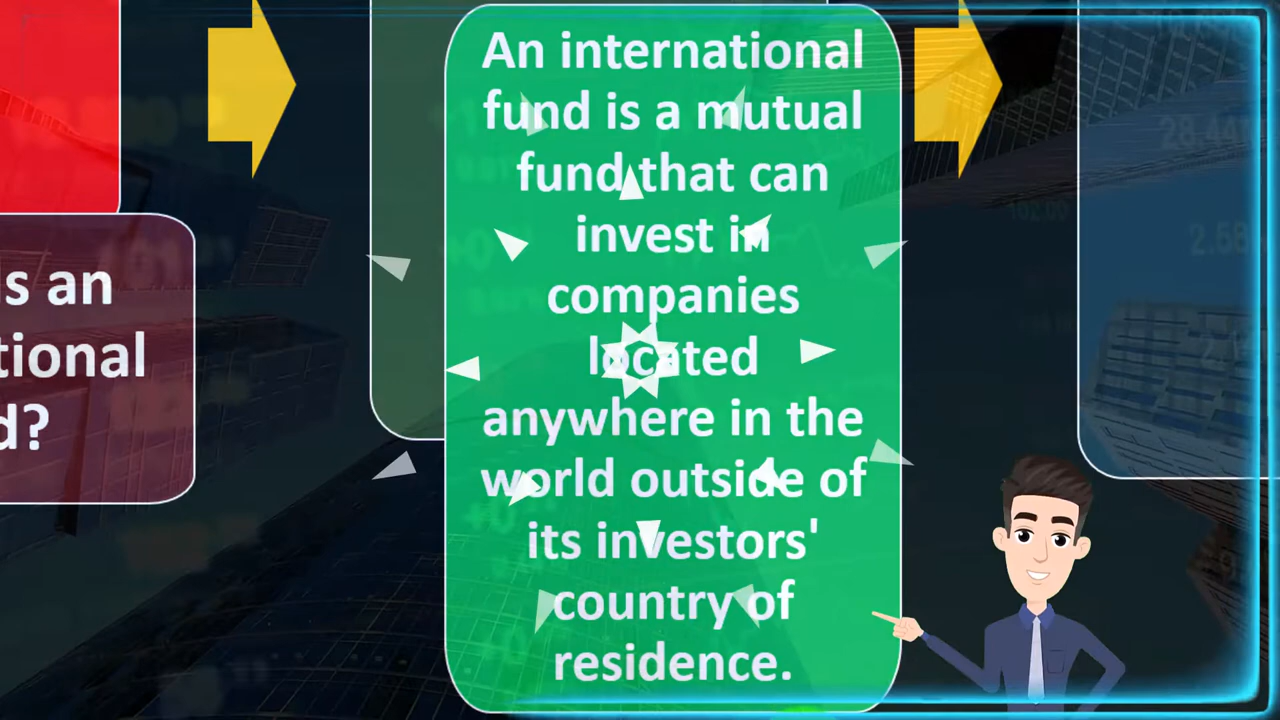 An international
fund is a mutual
fund that can
invest in
companies
located
anywhere in the
world outside of
its investors'
country of
residence.
s an
tional
d?